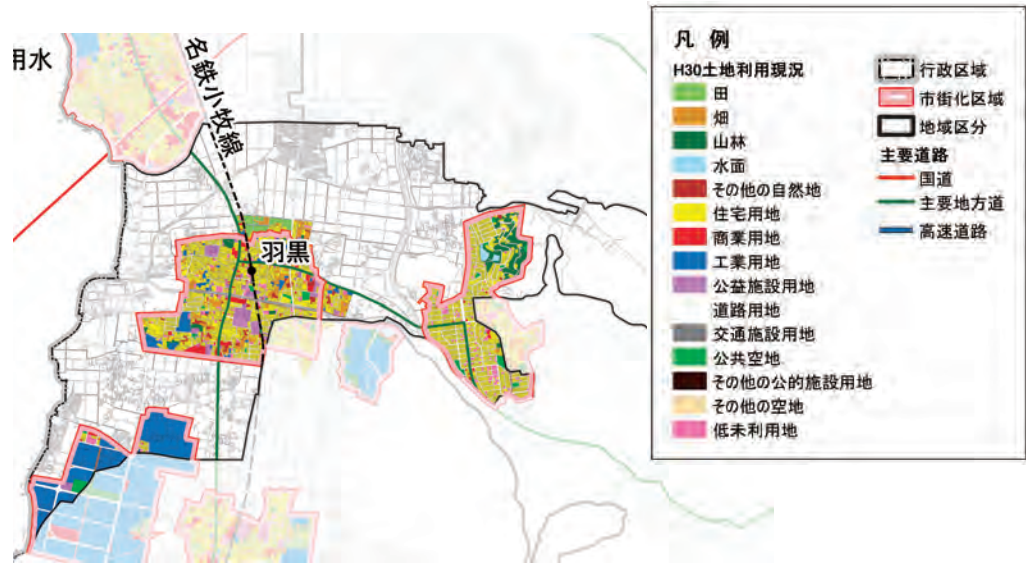 用水
名鉄小牧線
羽黒
凡例
H30土地利用現況
田
畑
山林
水面
その他の自然地
住宅用地
商業用地
工業用地
公益施設用地
道路用地
交通施設用地
公共空地
その他の公的施設用地
その他の空地
低未利用地
行政区域
市街化区域
地域区分
主要道路
国道
主要地方道
高速道路